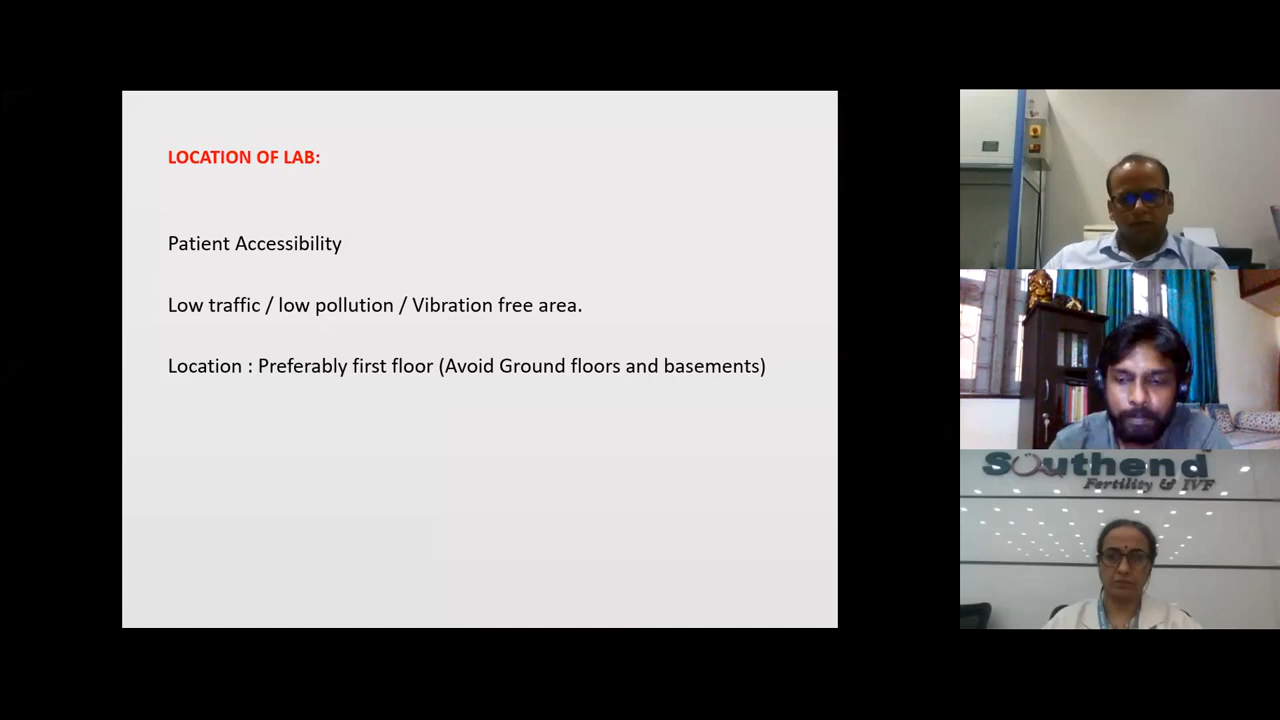 LOCATION OF LAB:
Patient Accessibility
Low traffic / low pollution / Vibration free area.
Location : Preferably first floor (Avoid Ground floors and basements)
Southend
Fertility & IVF